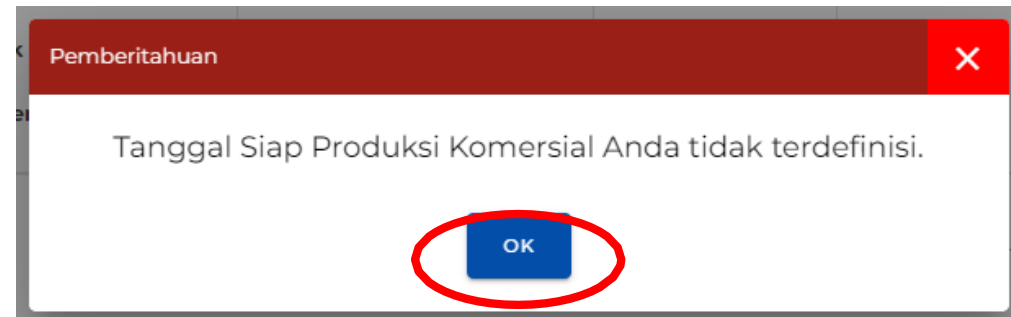 Pemberitahuan
Tanggal Siap Produksi Komersial Anda tidak terdefinisi.
OK